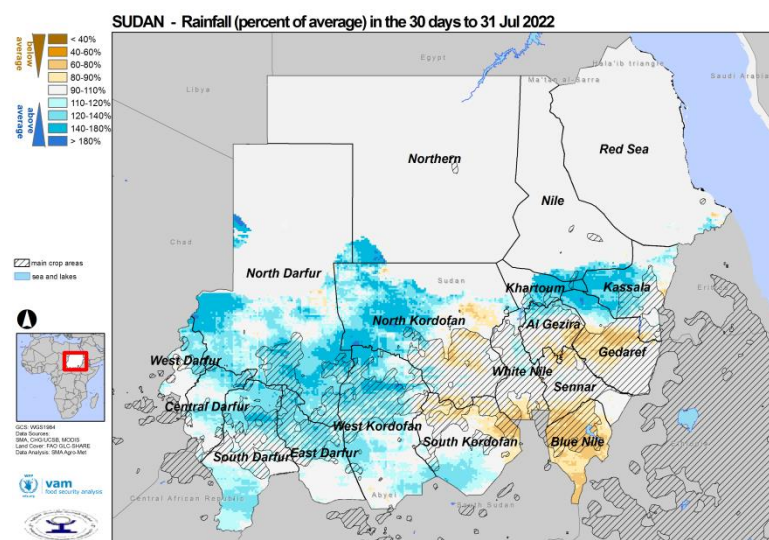 SUDAN - Rainfall (percent of average) in the 30 days to 31 Jul 2022
below average
< 40%
40-60%
60-80%
80-90%
90-110%
110-120%
120-140%
140-180%
> 180%
above average
Egypt
Hala'ib triangle
Ma'tan al-Sarra
Saudi Arabia
Libya
Northern
Red Sea
Nile
Chad
main crop areas
sea and lakes
North Darfur
Sudan
Khartoum
Kassala
Eritrea
North Kordofan
Al Gezira
Gedaref
West Darfur
White Nile
Sennar
Central Darfur
West Kordofan
South Kordofan
Blue Nile
South Darfur
East Darfur
Central African Republic
Abyei
South Sudan
GCS: WGS1984
Data Sources:
SMA, CHG/UCSB, MODIS
Land Cover: FAO GLC-SHARE
Data Analysis: SMA Agro-Met
WFP
wfp.org
vam
food security analysis